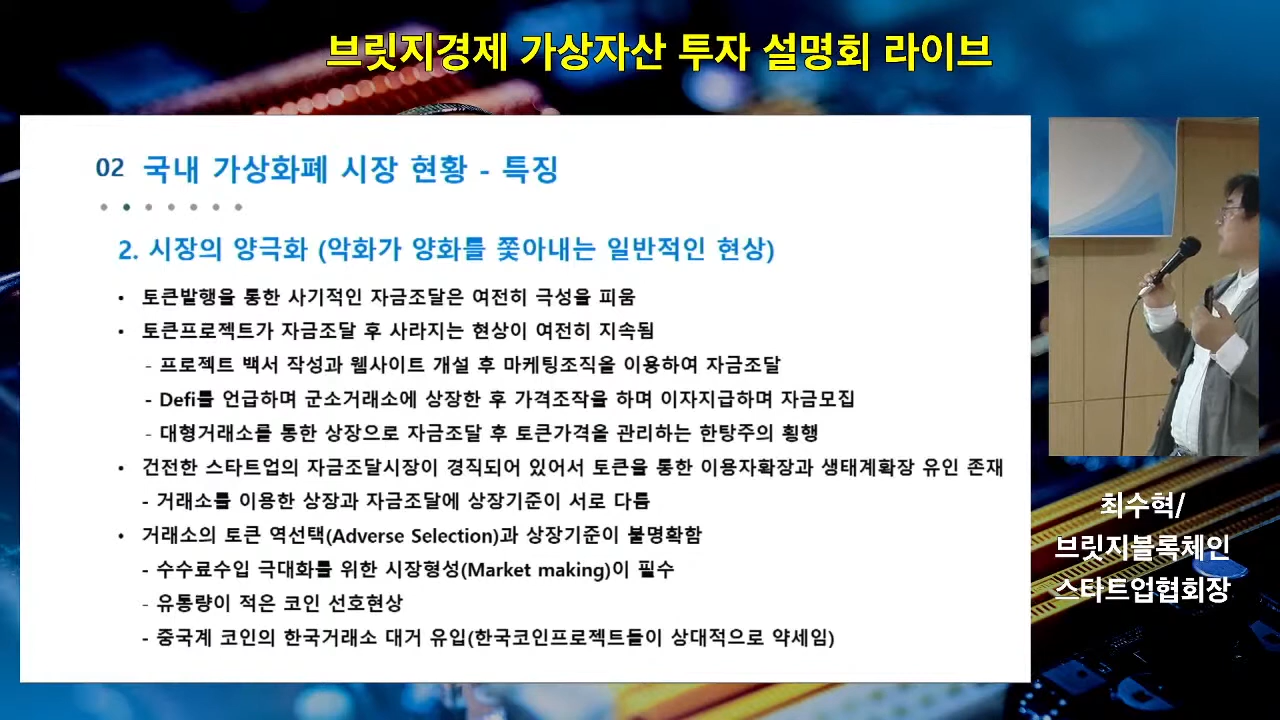 브릿지경제 가상자산 투자 설명회 라이브
02 국내 가상화폐 시장 현황 - 특징
2. 시장의 양극화 (악화가 양화를 쫓아내는 일반적인 현상)
• 토큰발행을 통한 사기적인 자금조달은 여전히 극성을 피움
• 토큰프로젝트가 자금조달 후 사라지는 현상이 여전히 지속됨
- 프로젝트 백서 작성과 웹사이트 개설 후 마케팅조직을 이용하여 자금조달
- Defi를 언급하며 군소거래소에 상장한 후 가격조작을 하며 이자지급하며 자금모집
- 대형거래소를 통한 상장으로 자금조달 후 토큰가격을 관리하는 한탕주의 횡행
• 건전한 스타트업의 자금조달시장이 경직되어 있어서 토큰을 통한 이용자확장과 생태계확장 유인 존재
- 거래소를 이용한 상장과 자금조달에 상장기준이 서로 다름
• 거래소의 토큰 역선택(Adverse Selection)과 상장기준이 불명확함
- 수수료수입 극대화를 위한 시장형성(Market making)이 필수
- 유통량이 적은 코인 선호현상
- 중국계 코인의 한국거래소 대거 유입(한국코인프로젝트들이 상대적으로 약세임)
최수혁/
브릿지블록체인
스타트업협회장